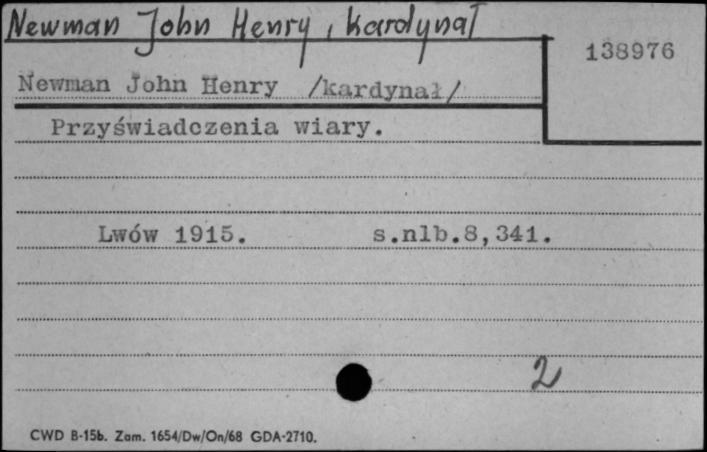 Newman John Henry, kardynał
138976
Newman John Henry /kardynał/
Przyświadczenia wiary.
Lwów 1915. s.nlb.8,341.
2
CWD B-15b. Zam. 1654/Dw/On/68 GDA-2710.